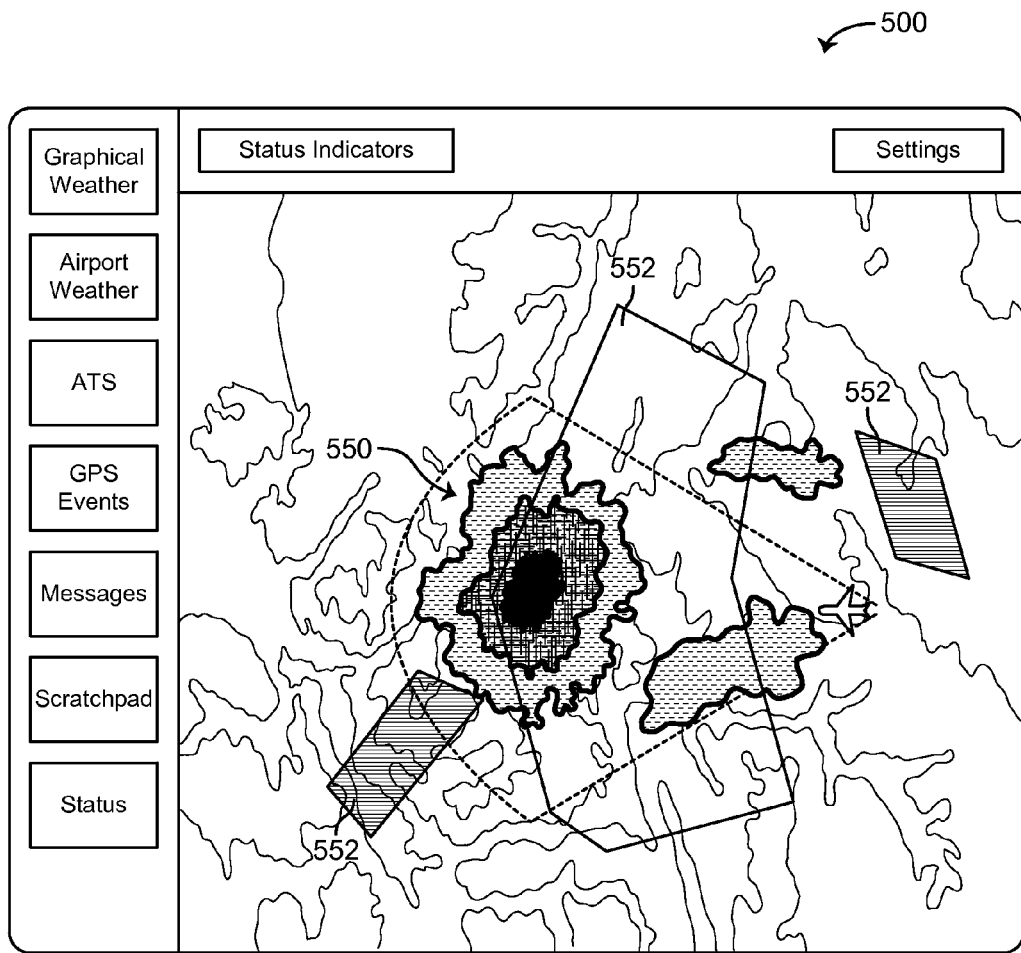 500
Status Indicators
Settings
Graphical
Weather
Airport
Weather
ATS
GPS
Events
Messages
Scratchpad
Status
552
552
550
552